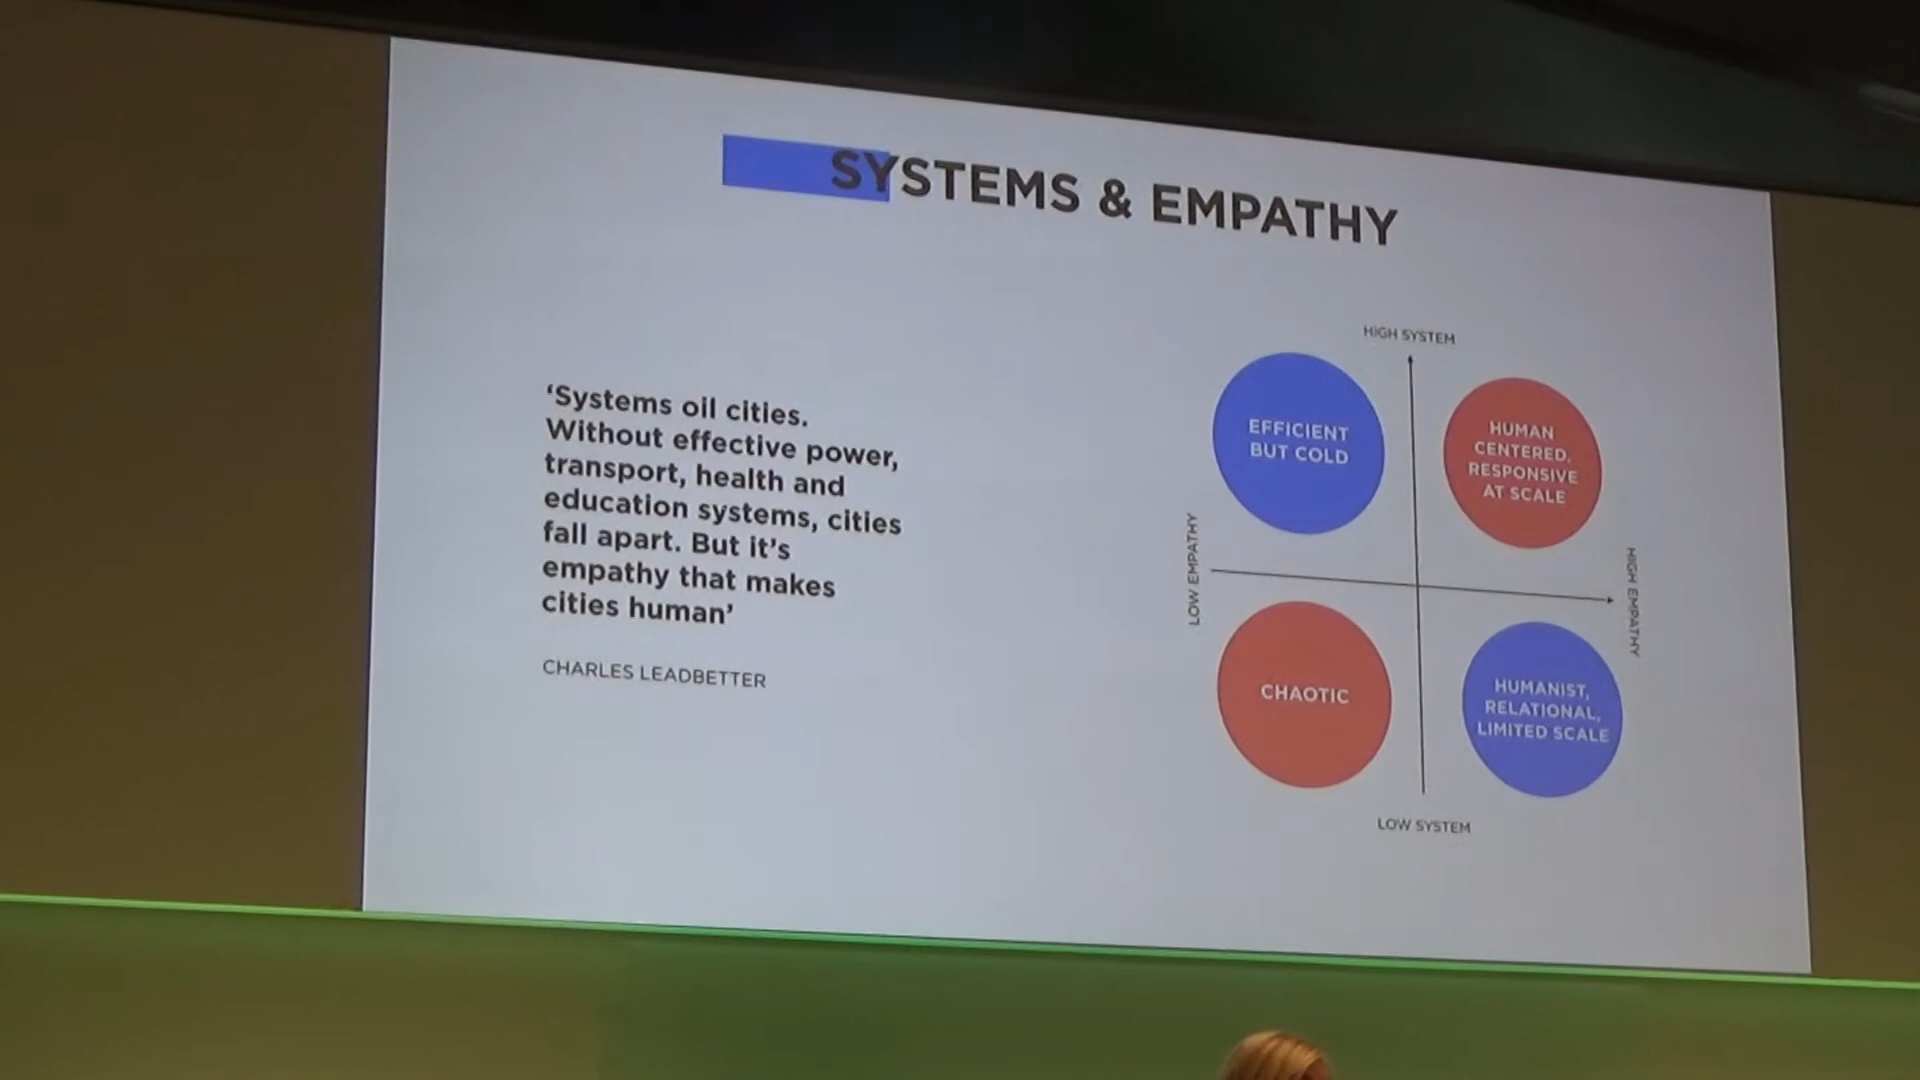 SYSTEMS & EMPATHY
‘Systems oil cities.
Without effective power,
transport, health and
education systems, cities
fall apart. But it’s
empathy that makes
cities human’
CHARLES LEADBETTER
HIGH SYSTEM
EFFICIENT
BUT COLD
HUMAN
CENTERED,
RESPONSIVE
AT SCALE
LOW EMPATHY
HIGH EMPATHY
CHAOTIC
HUMANIST,
RELATIONAL,
LIMITED SCALE
LOW SYSTEM